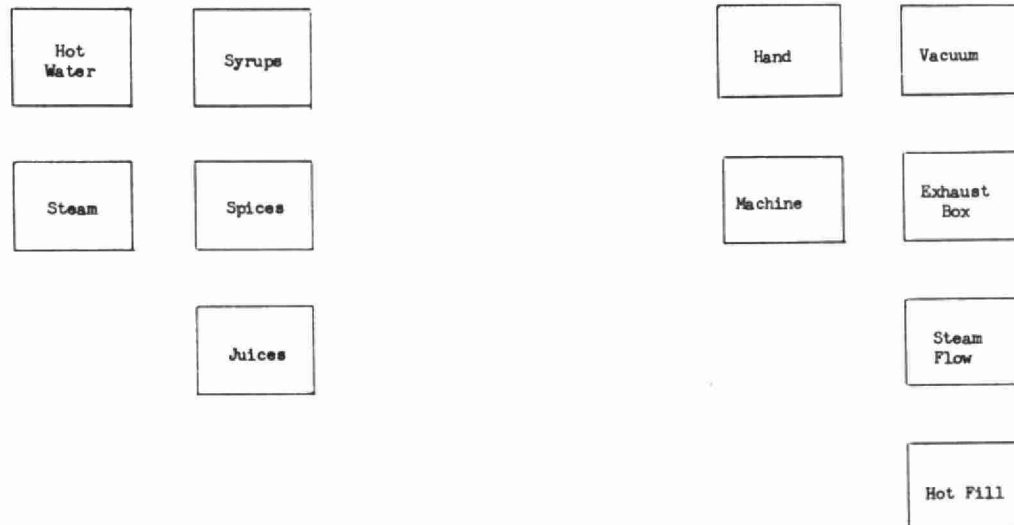 Hot
Water
Syrups
Hand
Vacuum
Steam
Spices
Machine
Exhaust
Box
Juices
Steam
Flow
Hot Fill